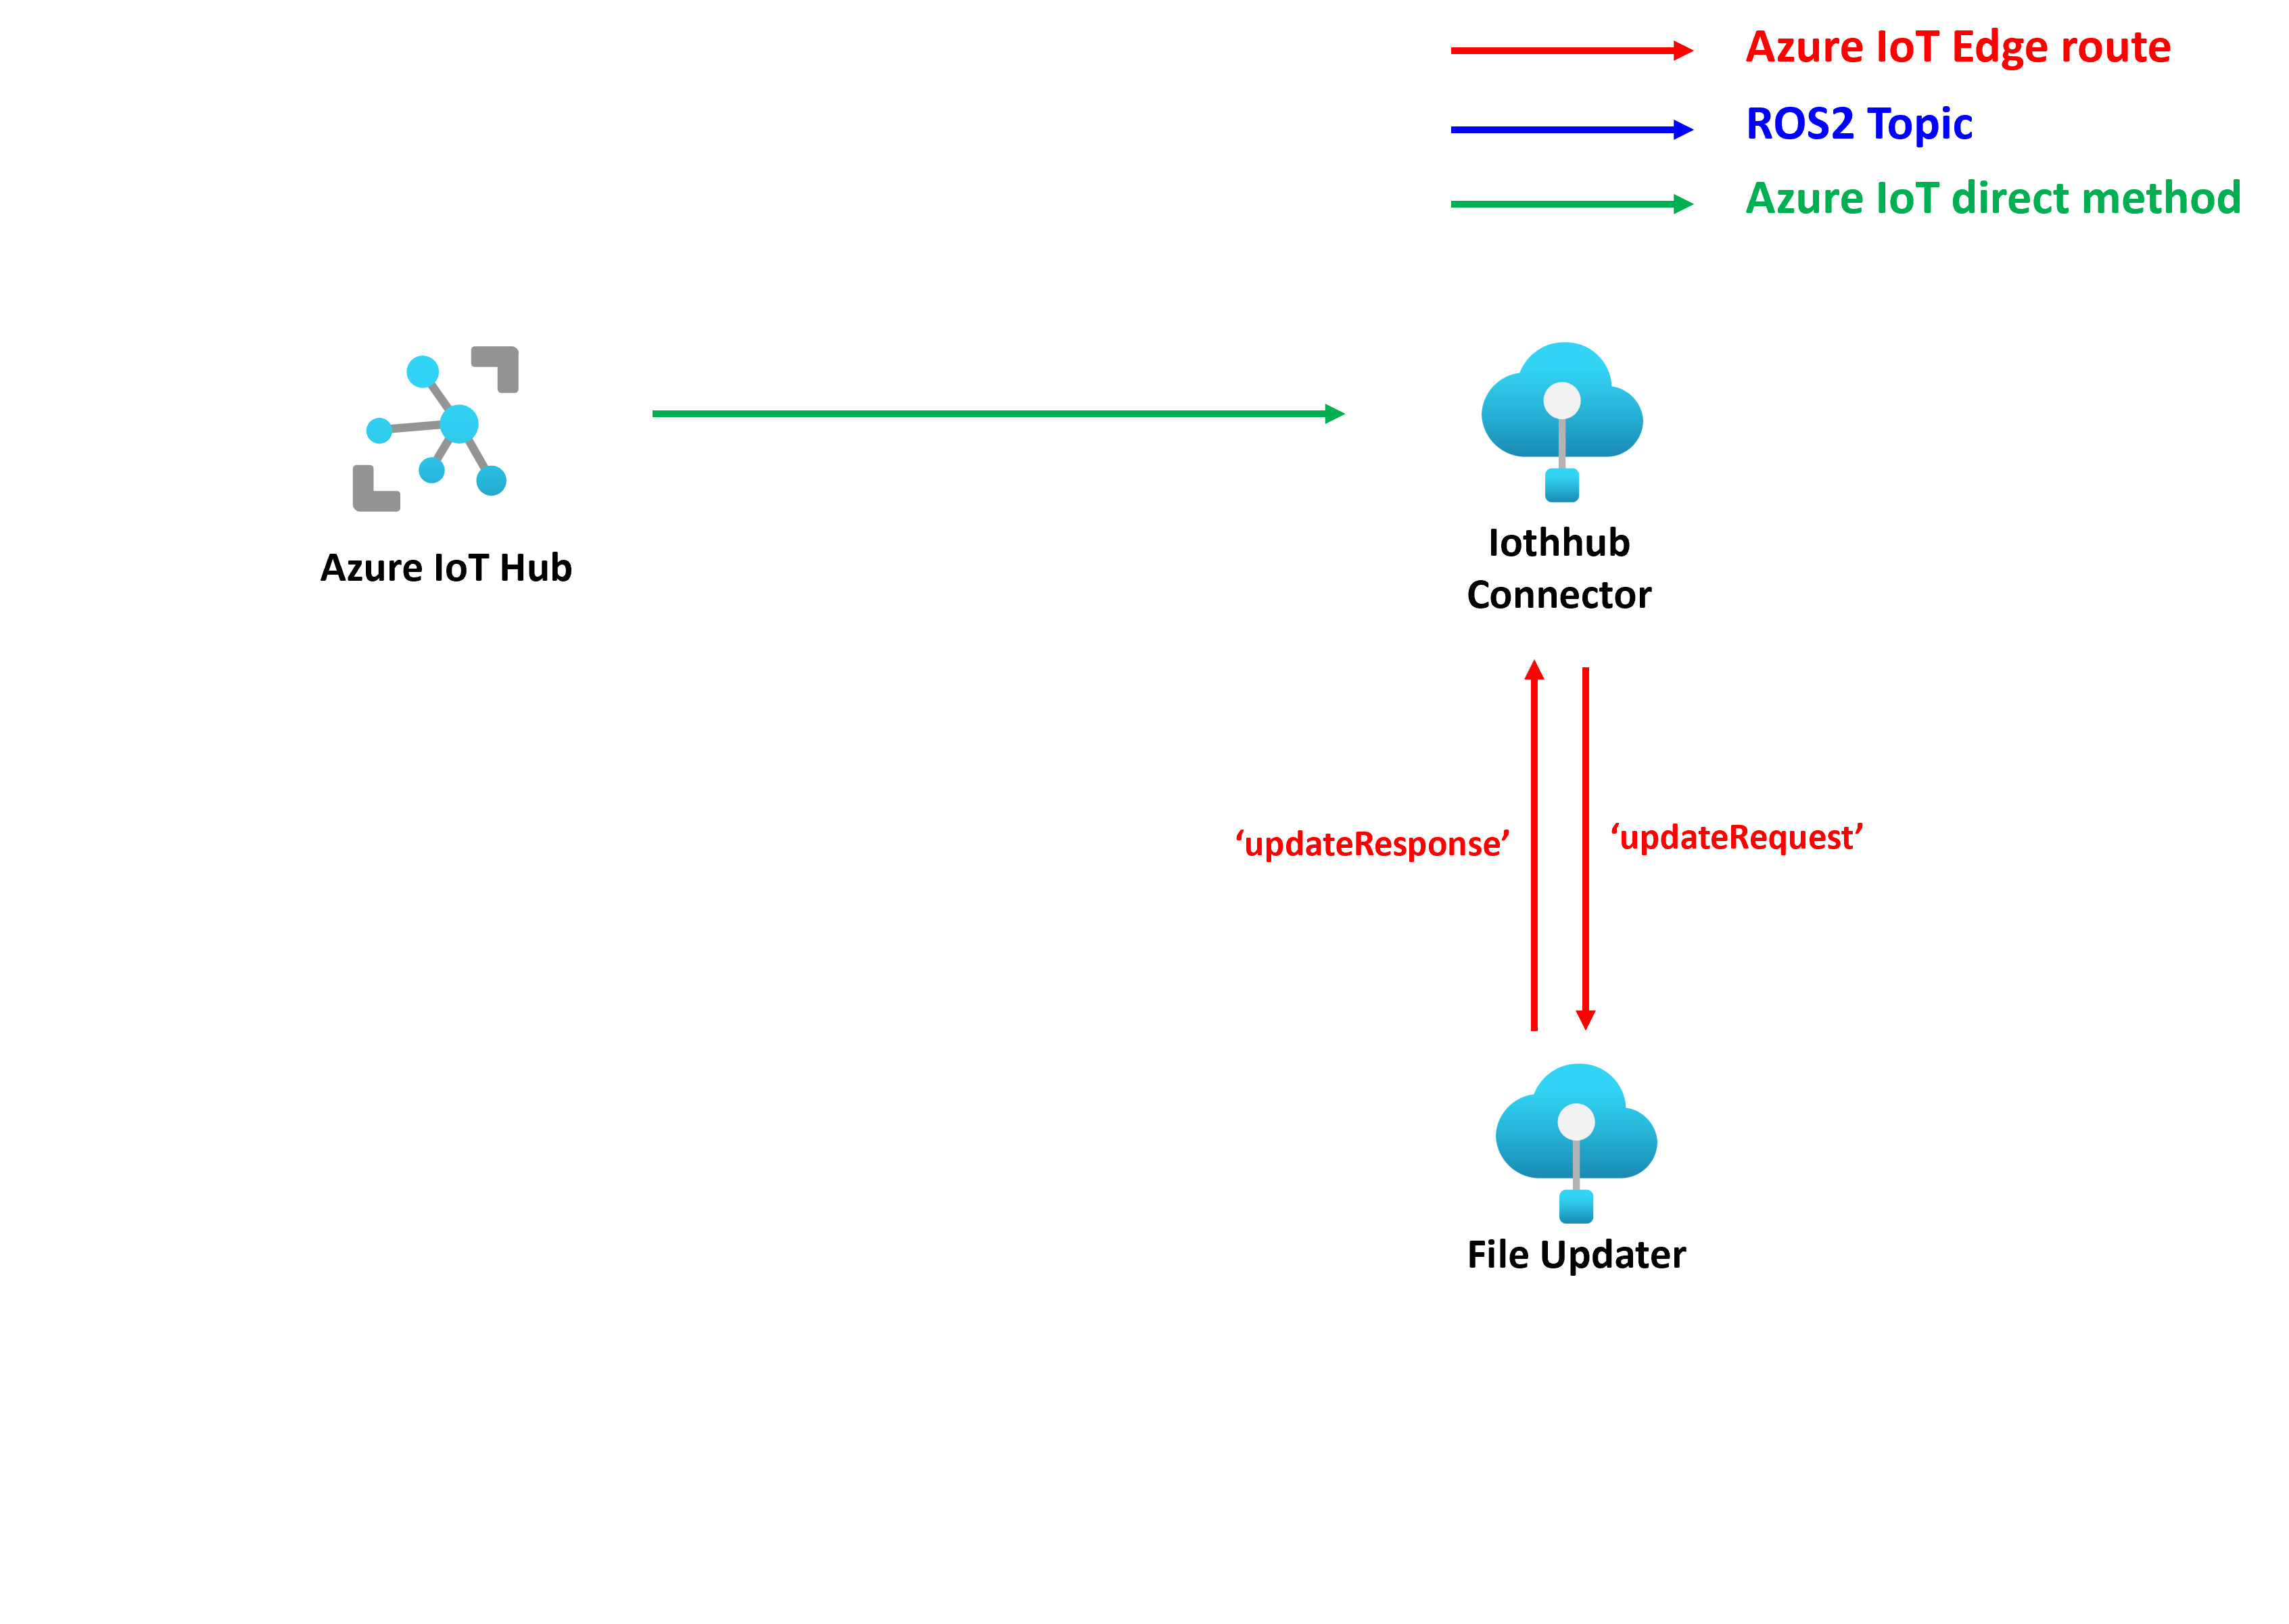 Azure IoT Edge route
ROS2 Topic
Azure IoT direct method
Azure IoT Hub
Iothhub
Connector
‘updateResponse’
‘updateRequest’
File Updater